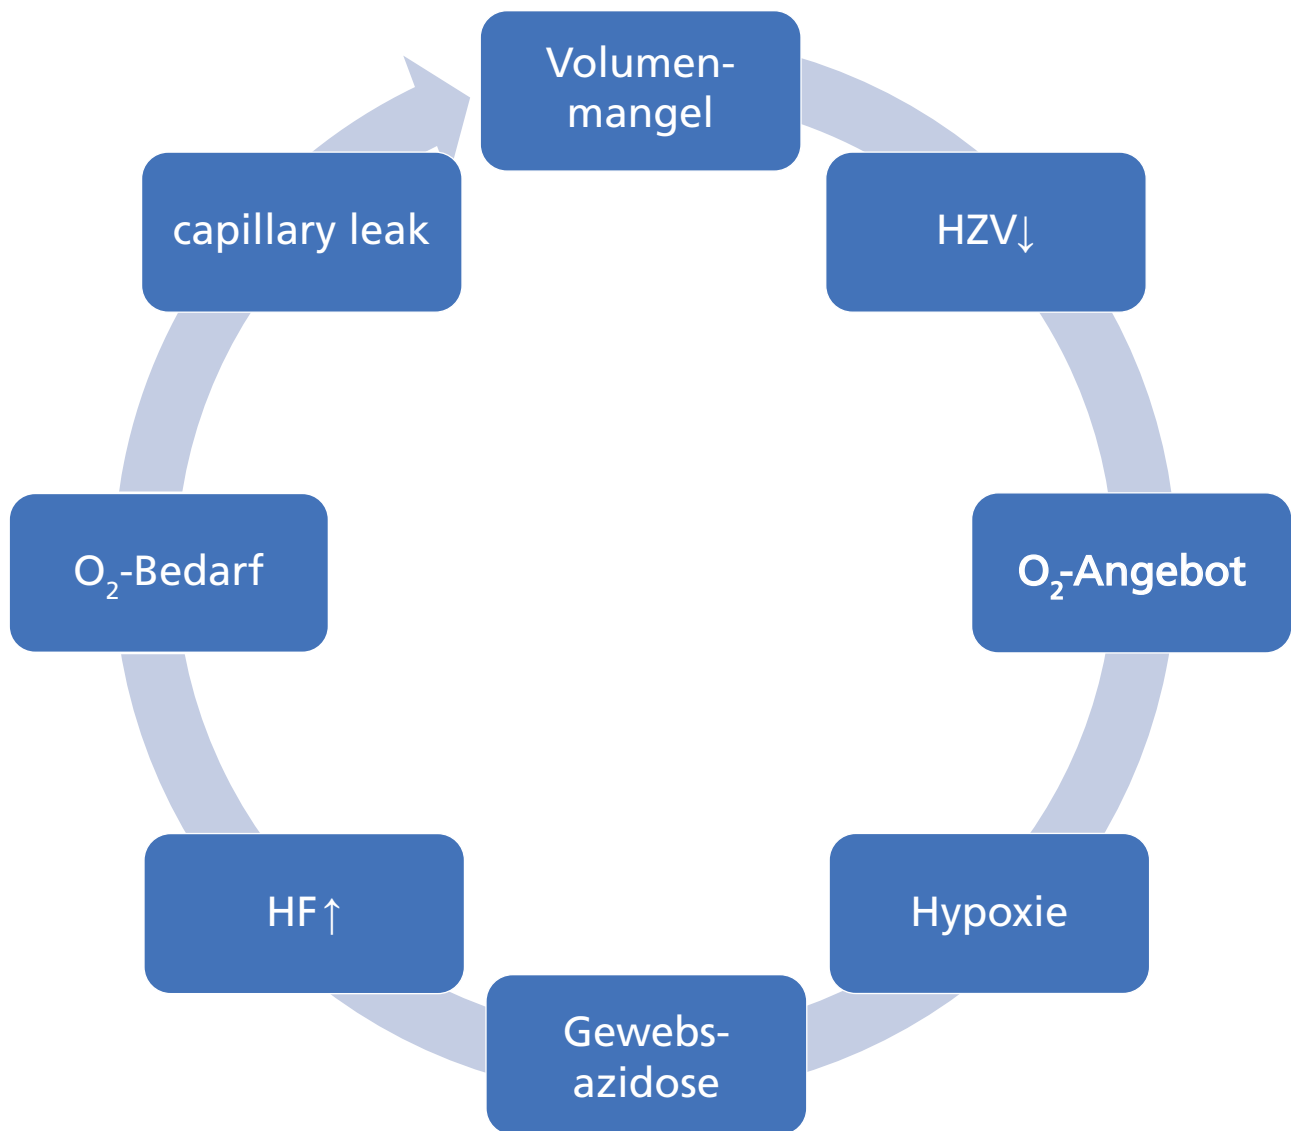 Volumen-
mangel
HZV↓
O₂-Angebot
Hypoxie
Gewebs-
azidose
HF↑
O₂-Bedarf
capillary leak